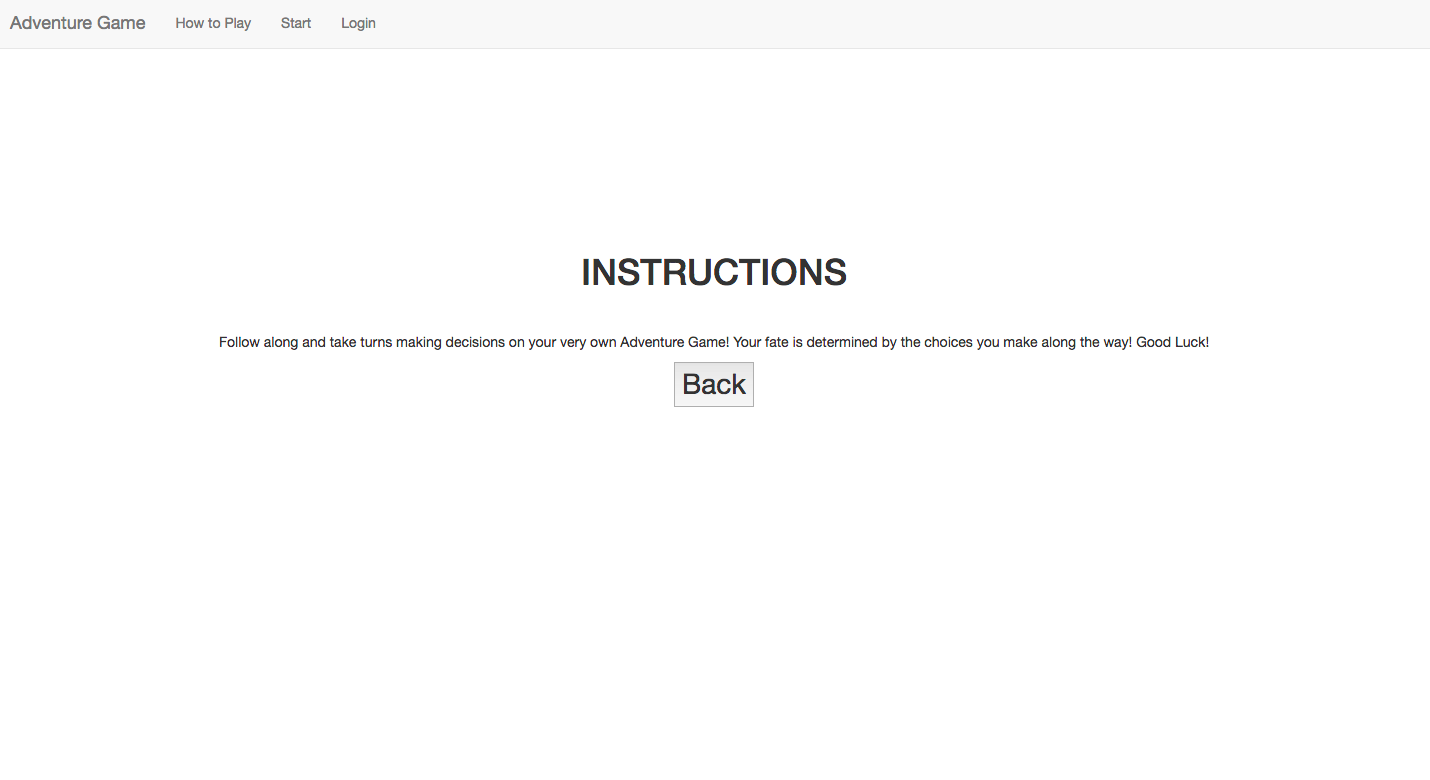 Adventure Game How to Play Start Login
INSTRUCTIONS
Follow along and take turns making decisions on your very own Adventure Game! Your fate is determined by the choices you make along the way! Good Luck!
Back